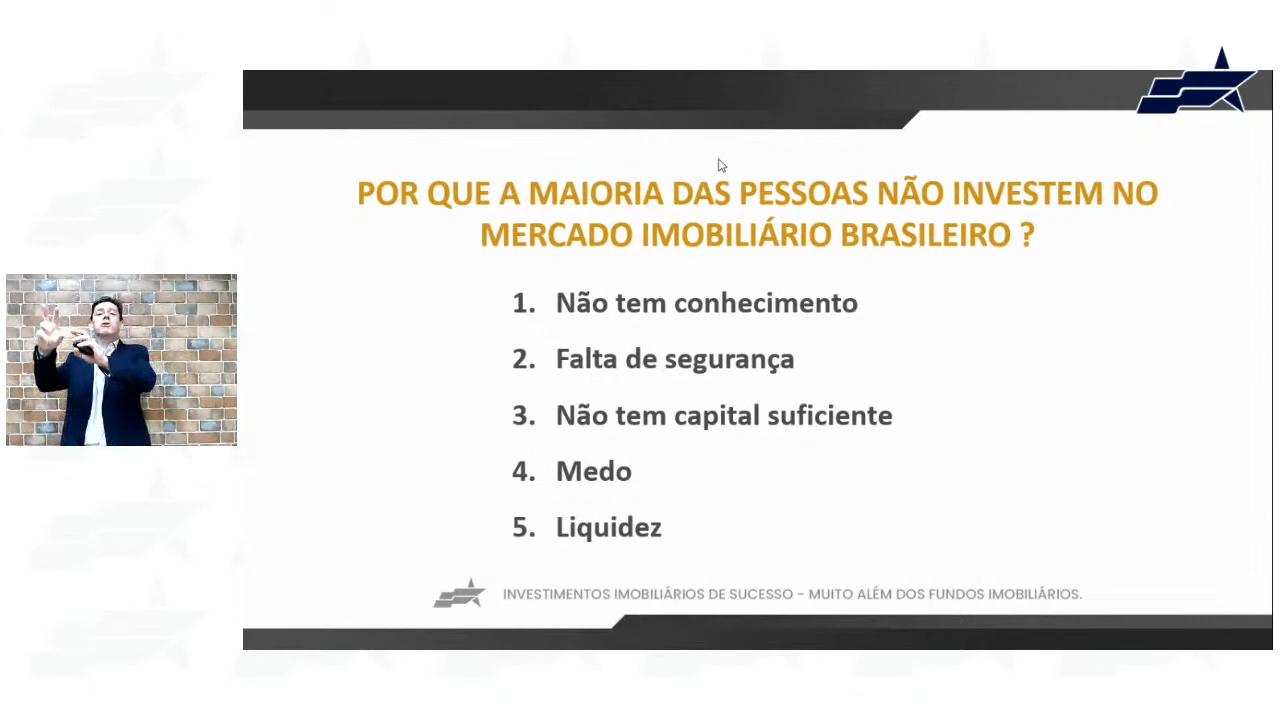 POR QUE A MAIORIA DAS PESSOAS NÃO INVESTEM NO
MERCADO IMOBILIÁRIO BRASILEIRO ?
1. Não tem conhecimento
2. Falta de segurança
3. Não tem capital suficiente
4. Medo
5. Liquidez
INVESTIMENTOS IMOBILIÁRIOS DE SUCESSO - MUITO ALÉM DOS FUNDOS IMOBILIÁRIOS.